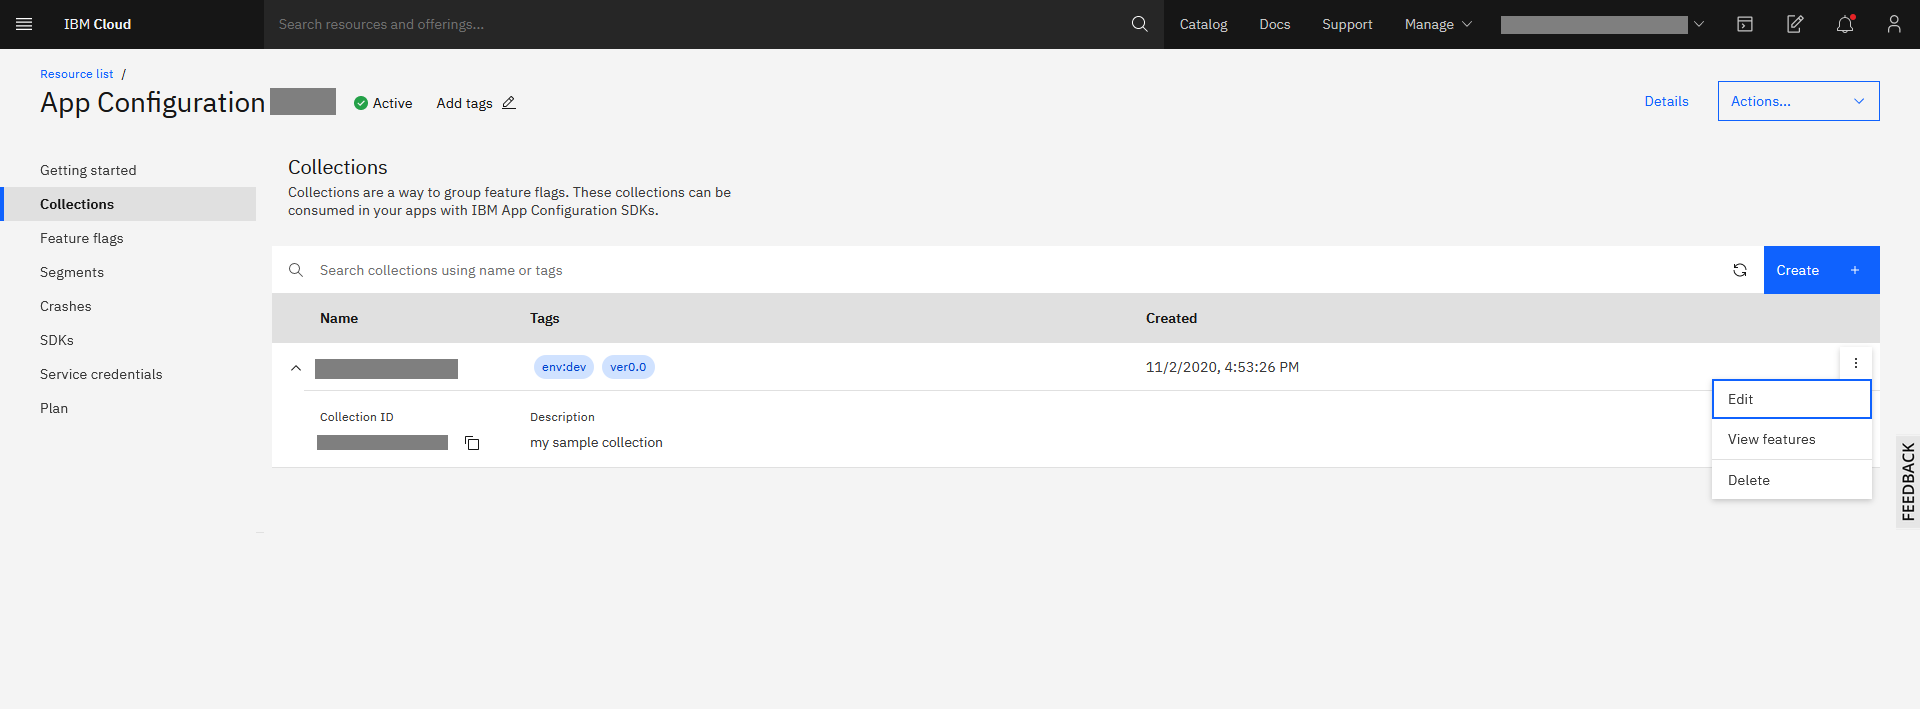 IBM Cloud
Search resources and offerings...
Catalog
Docs
Support
Manage
Resource list /
App Configuration
Active
Add tags
Details
Actions...
Getting started
Collections
Feature flags
Segments
Crashes
SDKs
Service credentials
Plan
Collections
Collections are a way to group feature flags. These collections can be
consumed in your apps with IBM App Configuration SDKs.
Search collections using name or tags
Create +
Name Tags Created
env:dev ver0.0 11/2/2020, 4:53:26 PM
Collection ID Description
my sample collection
Edit
View features
Delete
FEEDBACK